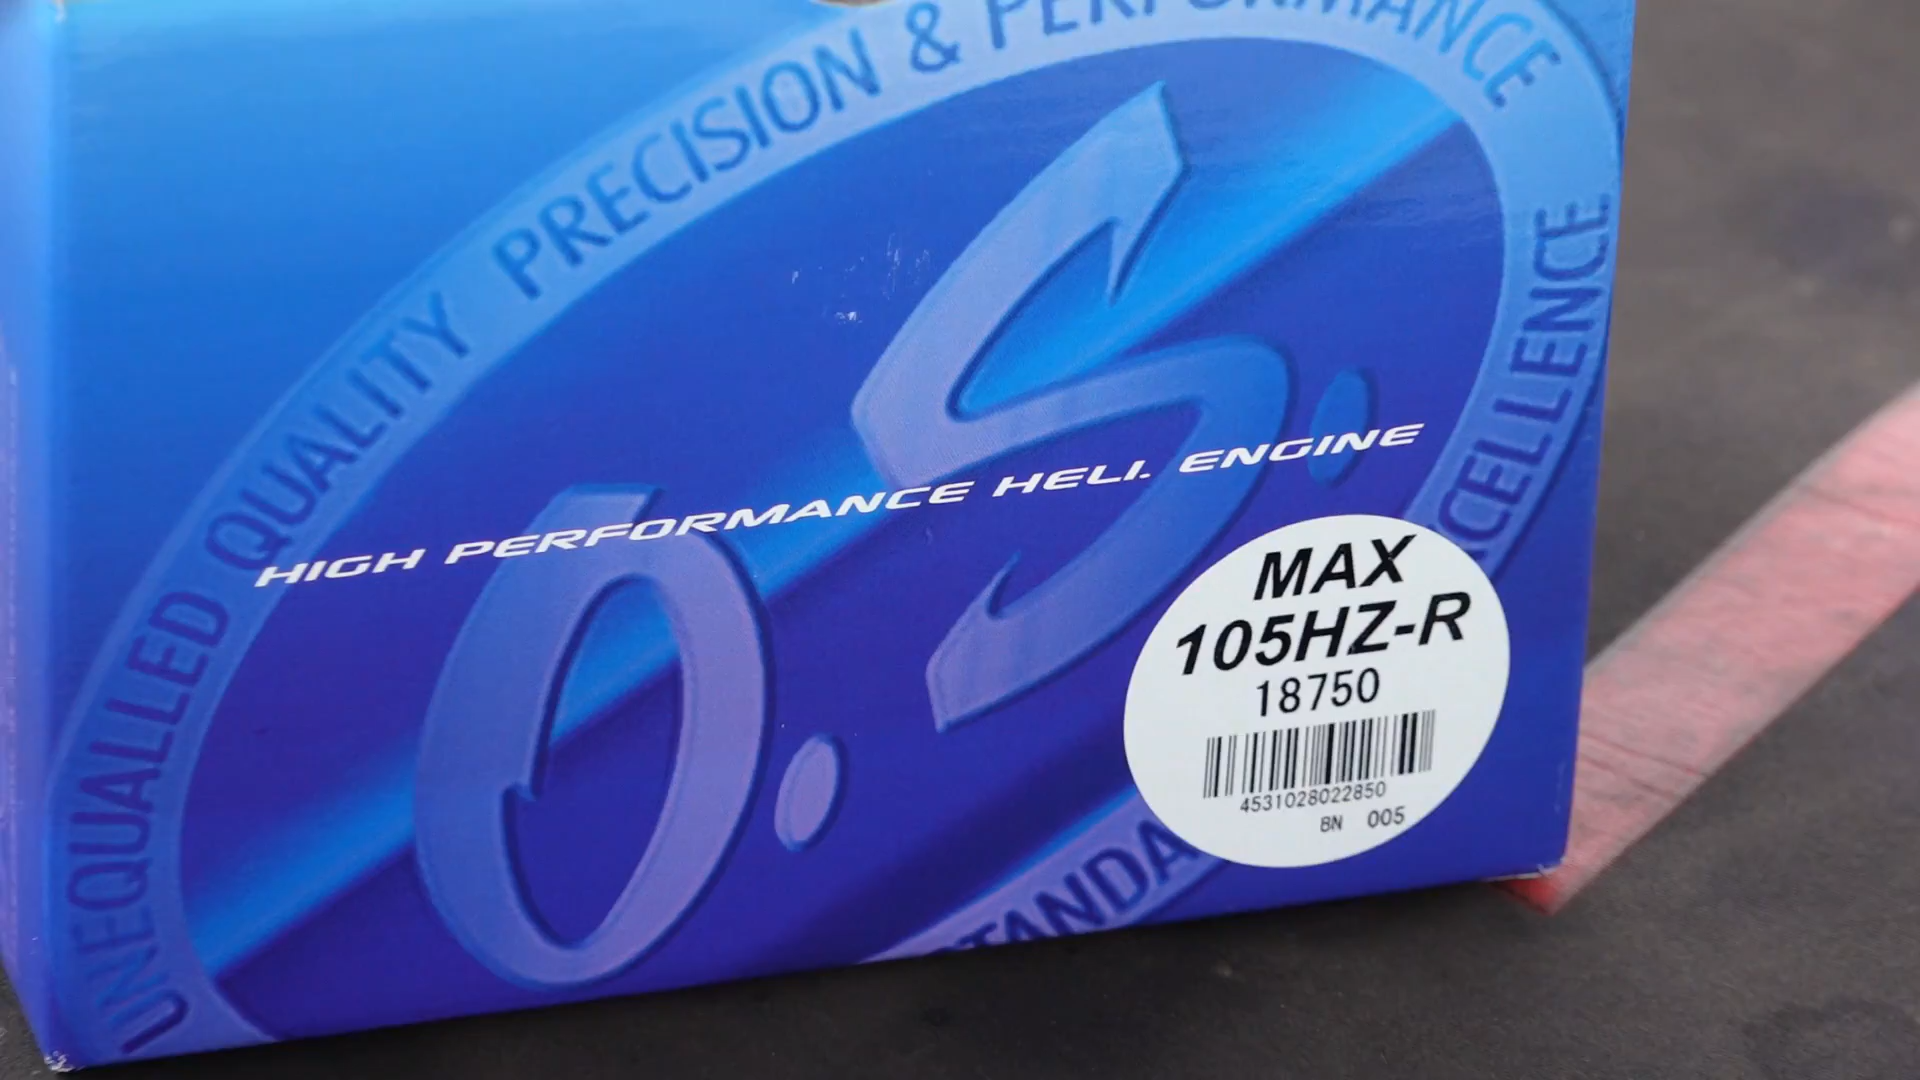 UNEQUALLED QUALITY PRECISION & PERFORMANCE
EXCELLENCE
O.S.
HIGH PERFORMANCE HELI. ENGINE
MAX
105HZ-R
18750
4531028022850
8N 005